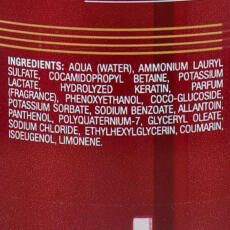 INGREDIENTS: AQUA (WATER), AMMONIUM LAURYL
SULFATE, COCAMIDOPROPYL BETAINE, POTASSIUM
LACTATE, HYDROLYZED KERATIN, PARFUM
(FRAGRANCE), PHENOXYETHANOL, COCO-GLUCOSIDE,
POTASSIUM SORBATE, SODIUM BENZOATE, ALLANTOIN,
PANTHENOL, POLYQUATERNIUM-7, GLYCERYL OLEATE,
SODIUM CHLORIDE, ETHYLHEXYLGLYCERIN, COUMARIN,
ISOEUGENOL, LIMONENE.